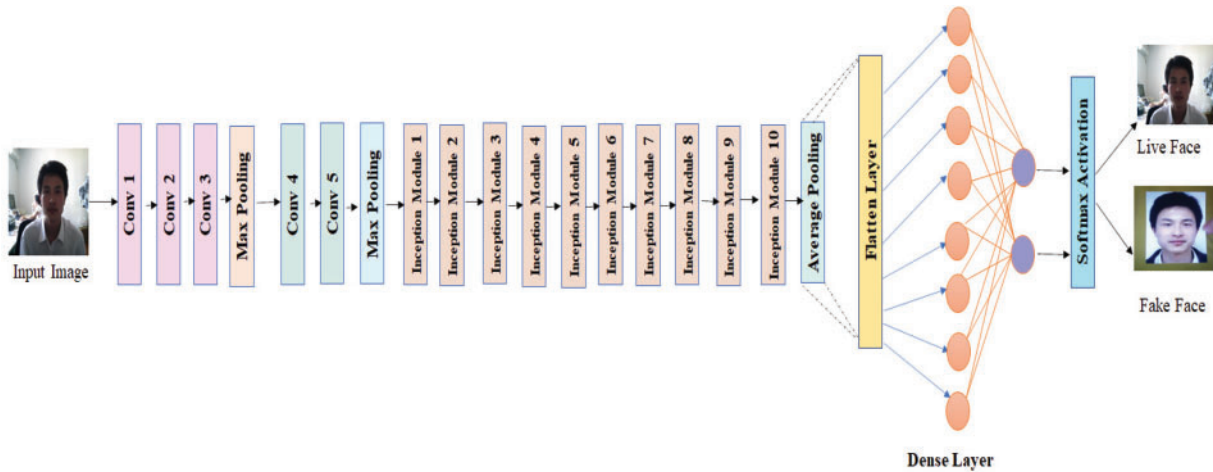 Input Image
Conv 1
Conv 2
Conv 3
Max Pooling
Conv 4
Conv 5
Max Pooling
Inception Module 1
Inception Module 2
Inception Module 3
Inception Module 4
Inception Module 5
Inception Module 6
Inception Module 7
Inception Module 8
Inception Module 9
Inception Module 10
Average Pooling
Flatten Layer
Dense Layer
Softmax Activation
Live Face
Fake Face